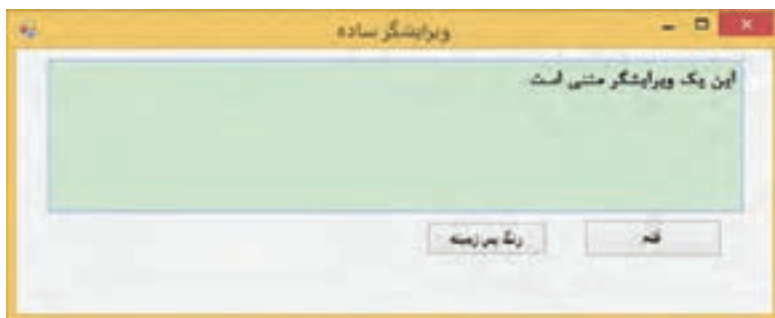 ویرایشگر ساده
این یک ویرایشگر متنی است
قلم
رنگ پس زمینه